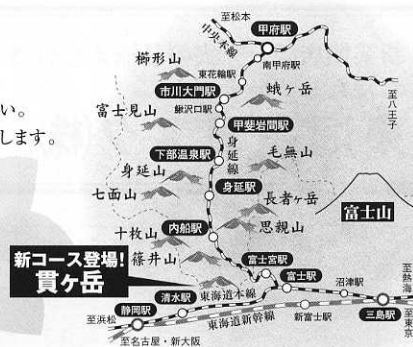 至松本
中央本線
甲府駅
南甲府駅
櫛形山
東花輪駅
至八王子
市川大門駅
蛾ヶ岳
い。
富士見山
鰍沢口駅
します。
甲斐岩間駅
身延線
下部温泉駅
毛無山
身延山
七面山
身延駅
長者ヶ岳
富士山
十枚山
内船駅
思親山
篠井山
新コース登場!
貫ヶ岳
富士宮駅
富士駅
沼津駅
至熱海
清水駅
東海道本線
静岡駅
東海道新幹線
新富士駅
三島駅
至東京
至浜松
至名古屋・新大阪